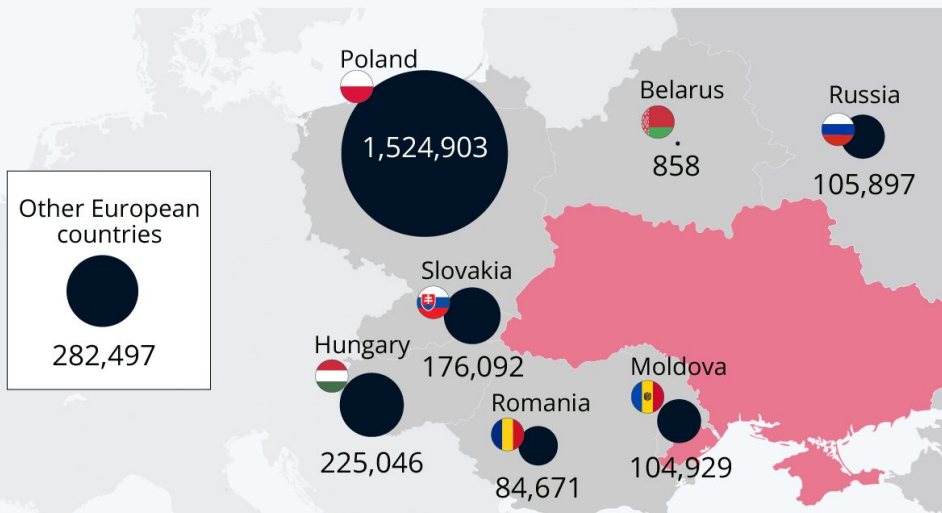 Poland
1,524,903
Belarus
858
Russia
105,897
Other European
countries
282,497
Slovakia
176,092
Hungary
225,046
Romania
84,671
Moldova
104,929